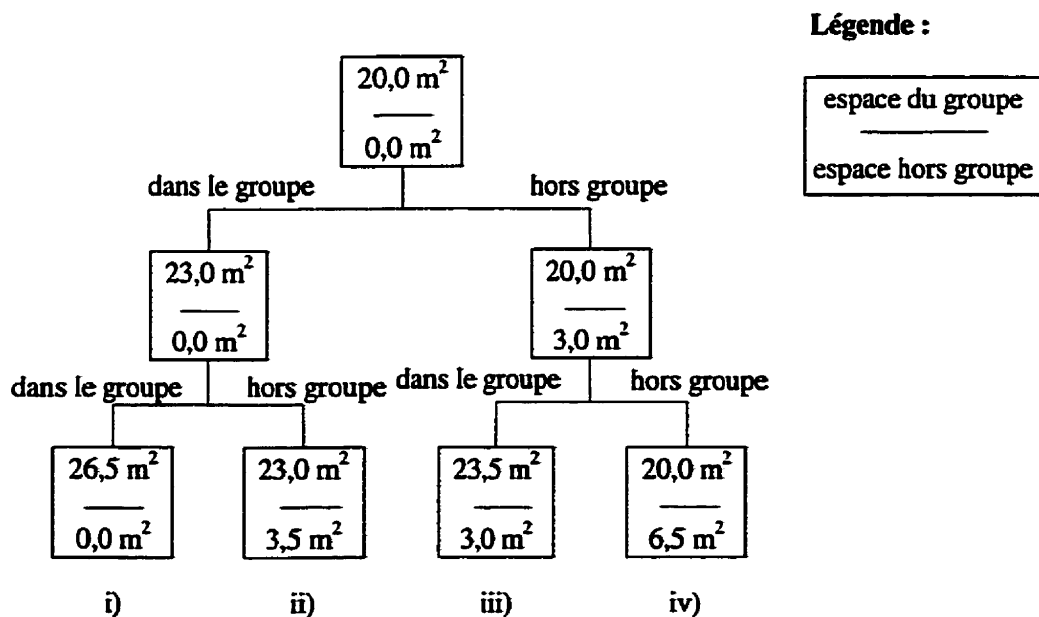 Légende :
espace du groupe
espace hors groupe
20,0 m²
0,0 m²
dans le groupe
hors groupe
23,0 m²
0,0 m²
20,0 m²
3,0 m²
dans le groupe
hors groupe
dans le groupe
hors groupe
26,5 m²
0,0 m²
23,0 m²
3,5 m²
23,5 m²
3,0 m²
20,0 m²
6,5 m²
i)
ii)
iii)
iv)